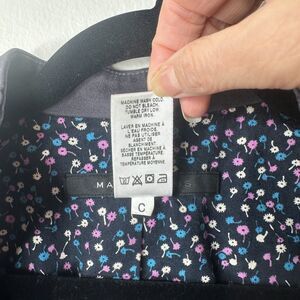 MACHINE WASH COLD.
DO NOT BLEACH.
TUMBLE DRY LOW.
WARM IRON.
LAVER EN MACHINE À
L'EAU FROIDE.
NE PAS UTILISER
AGENT DE
BLANCHIMENT.
SÉCHER EN MACHINE À
BASSE TEMPÉRATURE.
REPASSER À
TEMPÉRATURE MOYENNE.
MA
S
C